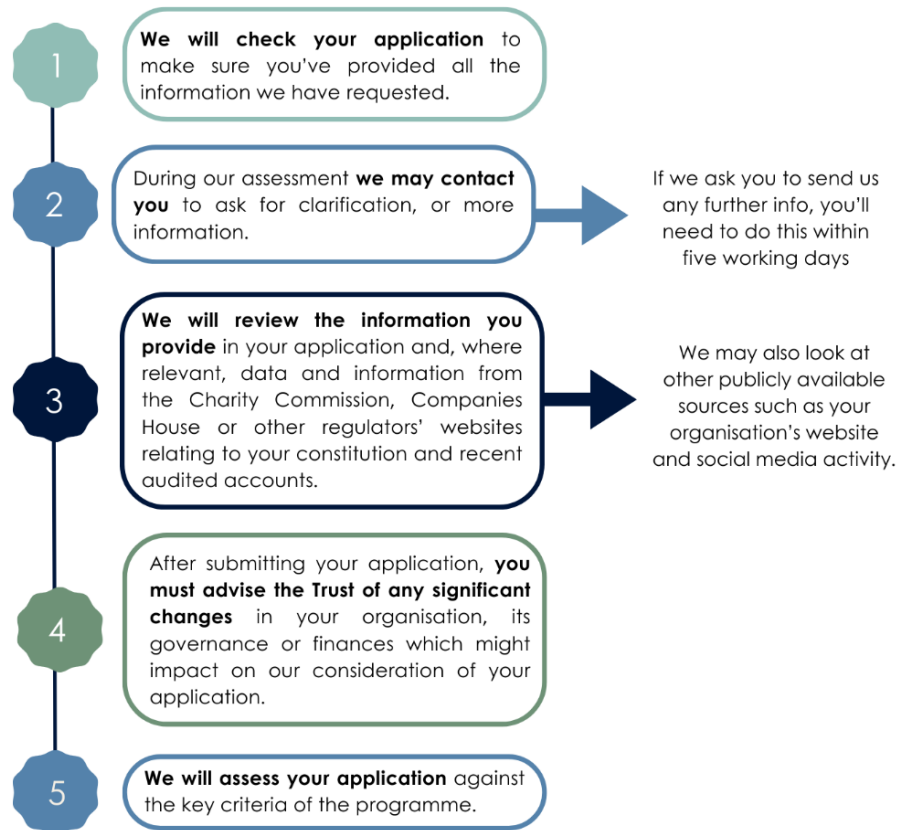 1
We will check your application to
make sure you've provided all the
information we have requested.
2
During our assessment we may contact
you to ask for clarification, or more
information.
If we ask you to send us
any further info, you'll
need to do this within
five working days
3
We will review the information you
provide in your application and, where
relevant, data and information from
the Charity Commission, Companies
House or other regulators' websites
relating to your constitution and recent
audited accounts.
We may also look at
other publicly available
sources such as your
organisation's website
and social media activity.
4
After submitting your application, you
must advise the Trust of any significant
changes in your organisation, its
governance or finances which might
impact on our consideration of your
application.
5
We will assess your application against
the key criteria of the programme.